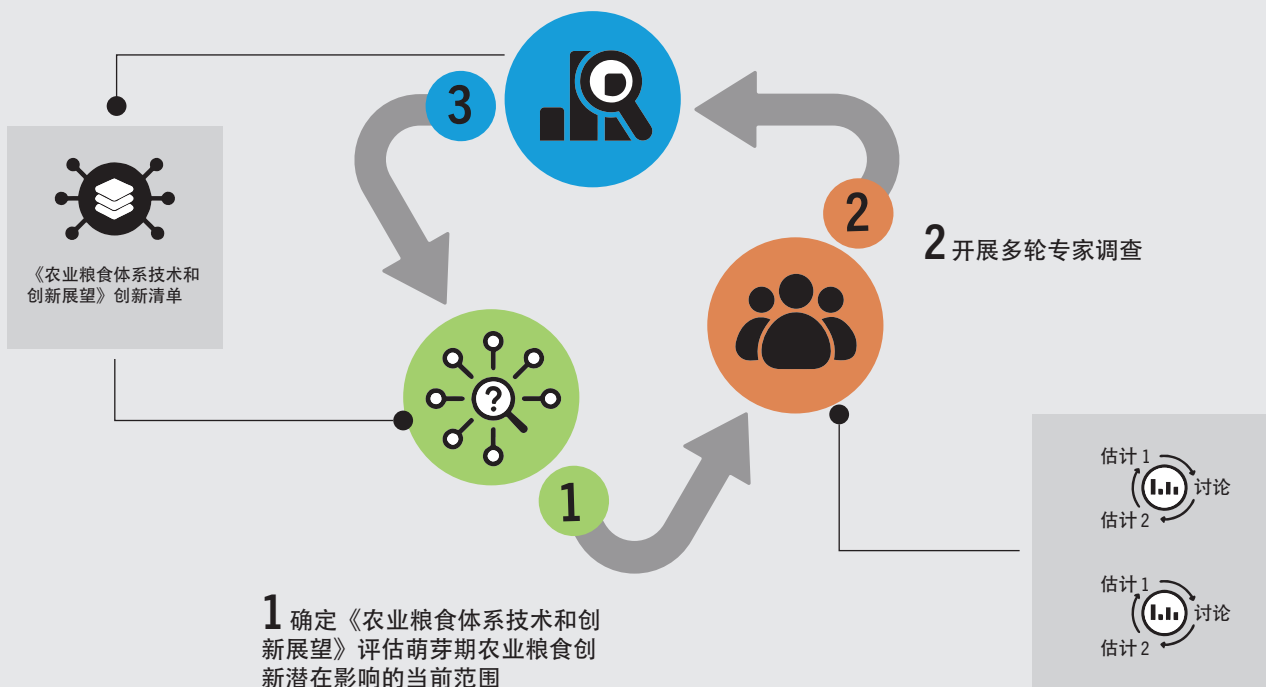 3
2
2 开展多轮专家调查
《农业粮食体系技术和
创新展望》创新清单
?
1
估计 1
讨论
估计 2
估计 1
讨论
估计 2
1 确定《农业粮食体系技术和创
新展望》评估萌芽期农业粮食创
新潜在影响的当前范围